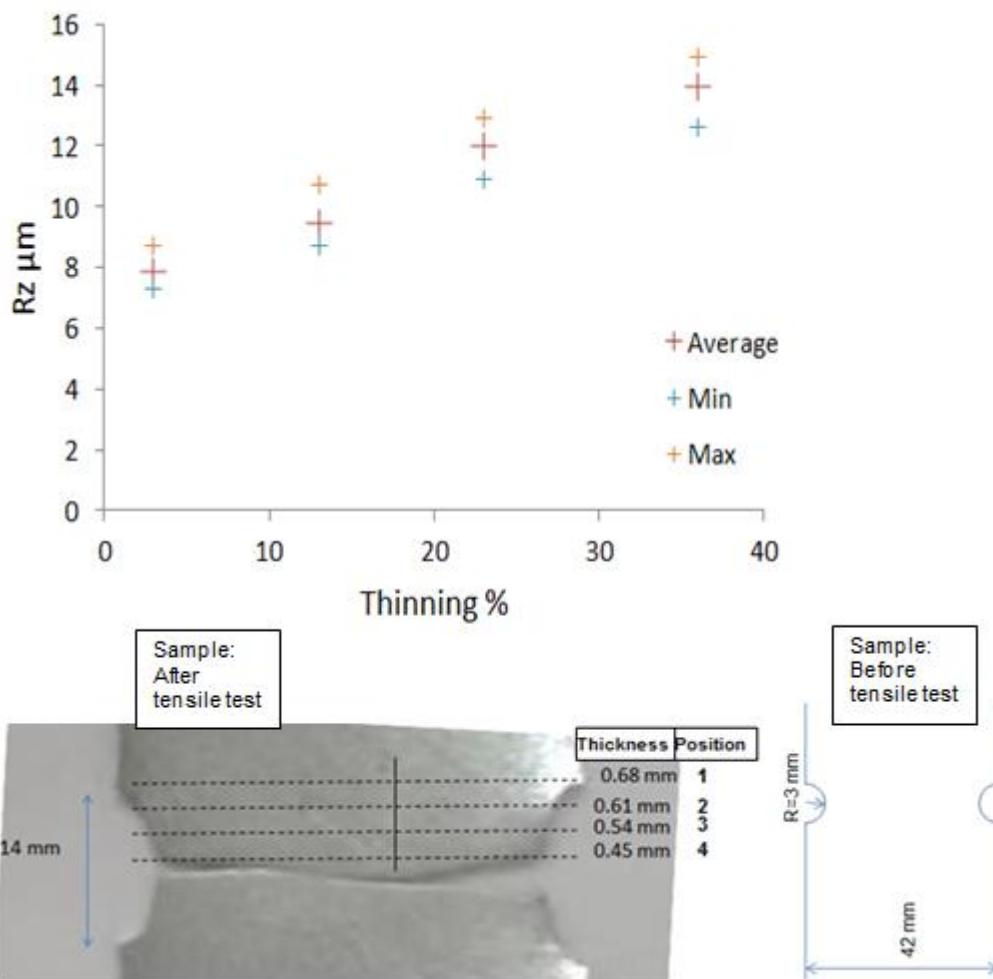 16
14
12
10
8
6
4
2
0
Rz µm
0 10 20 30 40
Thinning %
Average
Min
Max
Sample:
After
tensile test
Sample:
Before
tensile test
Thickness Position
0.68 mm 1
0.61 mm 2
0.54 mm 3
0.45 mm 4
14 mm
R=3 mm
42 mm